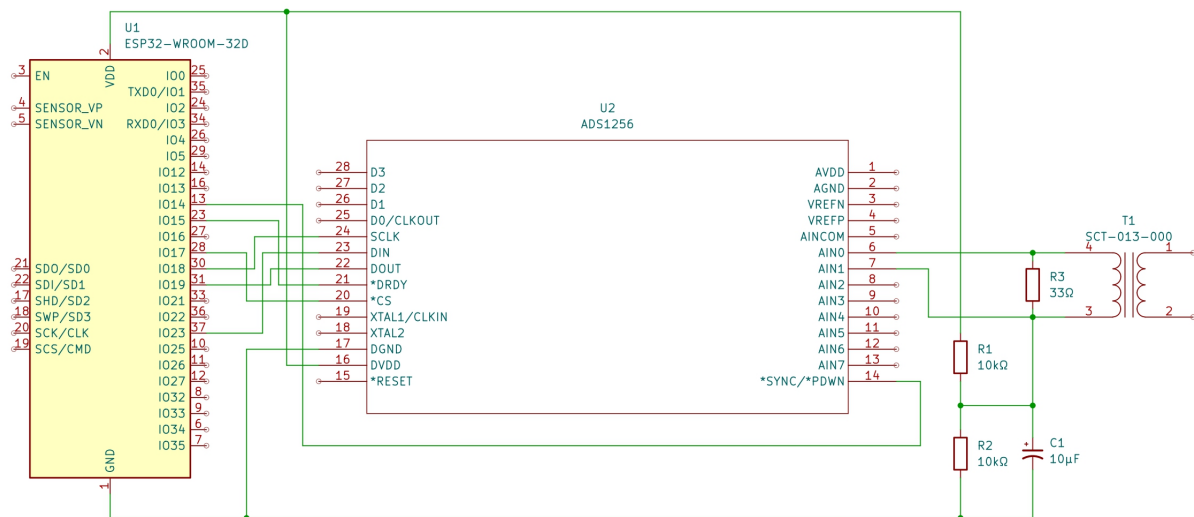 U1
ESP32-WROOM-32D
2
VDD
3 EN
4 SENSOR_VP
5 SENSOR_VN
21 SDO/SD0
22 SDI/SD1
17 SHD/SD2
18 SWP/SD3
20 SCK/CLK
19 SCS/CMD
IO0 25
TXD0/IO1 35
IO2 24
RXD0/IO3 34
IO4 26
IO5 29
IO12 14
IO13 16
IO14 13
IO15 23
IO16 27
IO17 28
IO18 30
IO19 31
IO21 33
IO22 36
IO23 37
IO25 10
IO26 11
IO27 12
IO32 8
IO33 9
IO34 6
IO35 7
GND
1
U2
ADS1256
28 D3
27 D2
26 D1
25 D0/CLKOUT
24 SCLK
23 DIN
22 DOUT
21 *DRDY
20 *CS
19 XTAL1/CLKIN
18 XTAL2
17 DGND
16 DVDD
15 *RESET
AVDD 1
AGND 2
VREFN 3
VREFP 4
AINCOM 5
AIN0 6
AIN1 7
AIN2 8
AIN3 9
AIN4 10
AIN5 11
AIN6 12
AIN7 13
*SYNC/*PDWN 14
T1
SCT-013-000
4 1
3 2
R3
33Ω
R1
10kΩ
R2
10kΩ
+ C1
10µF